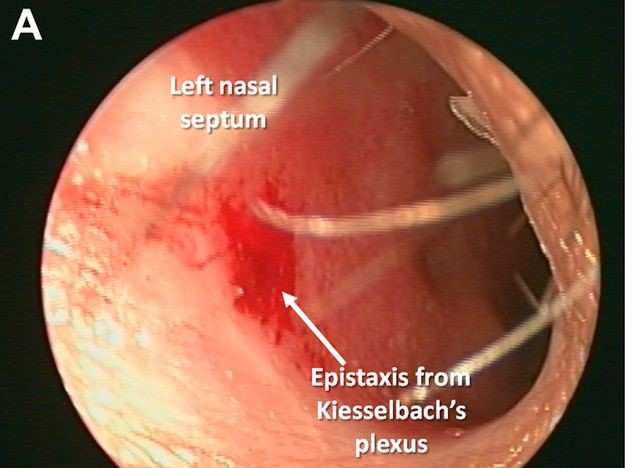 A
Left nasal
septum
Epistaxis from
Kiesselbach's
plexus